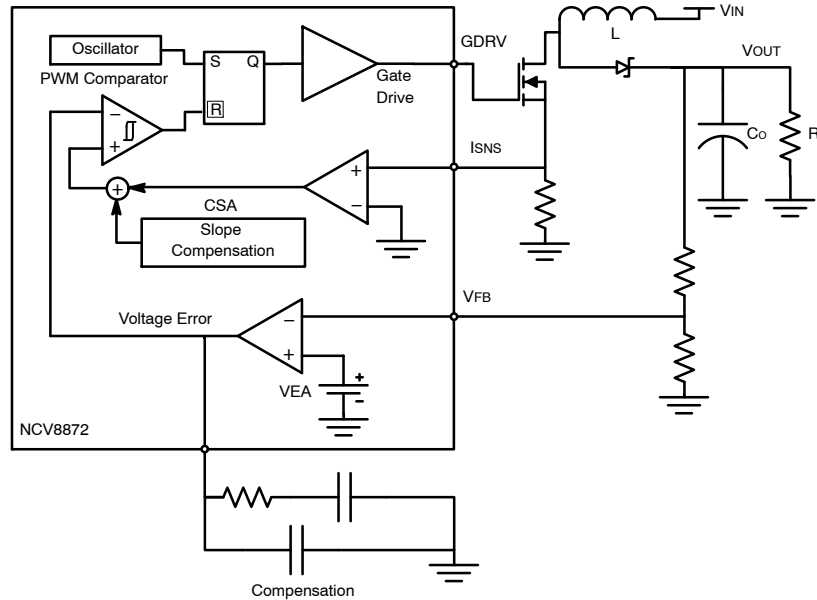 Oscillator
PWM Comparator
S
Q
R
Gate
Drive
GDRV
L
VIN
VOUT
CO
R
−
+
+
CSA
+
−
ISNS
Slope
Compensation
VFB
Voltage Error
−
+
VEA
+
-
NCV8872
Compensation